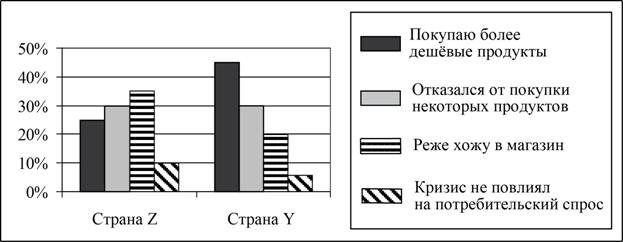 50%
40%
30%
20%
10%
0%
Страна Z
Страна Y
Покупаю более
дешёвые продукты
Отказался от покупки
некоторых продуктов
Реже хожу в магазин
Кризис не повлиял
на потребительский спрос